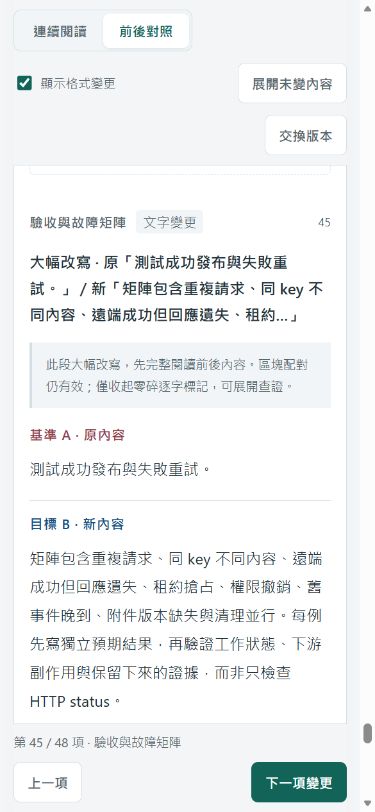 連續閱讀
前後對照
顯示格式變更
展開未變內容
交換版本
驗收與故障矩陣
文字變更
45
大幅改寫 · 原「測試成功發布與失敗重
試。」 / 新「矩陣包含重複請求、同 key 不
同內容、遠端成功但回應遺失、租約...」
此段大幅改寫，先完整閱讀前後內容。區塊配對
仍有效；僅收起零碎逐字標記，可展開查證。
基準 A · 原內容
測試成功發布與失敗重試。
目標 B · 新內容
矩陣包含重複請求、同 key 不同內容、遠端
成功但回應遺失、租約搶占、權限撤銷、舊
事件晚到、附件版本缺失與清理並行。每例
先寫獨立預期結果，再驗證工作狀態、下游
副作用與保留下來的證據，而非只檢查
HTTP status。
第 45 / 48 項 · 驗收與故障矩陣
上一項
下一項變更